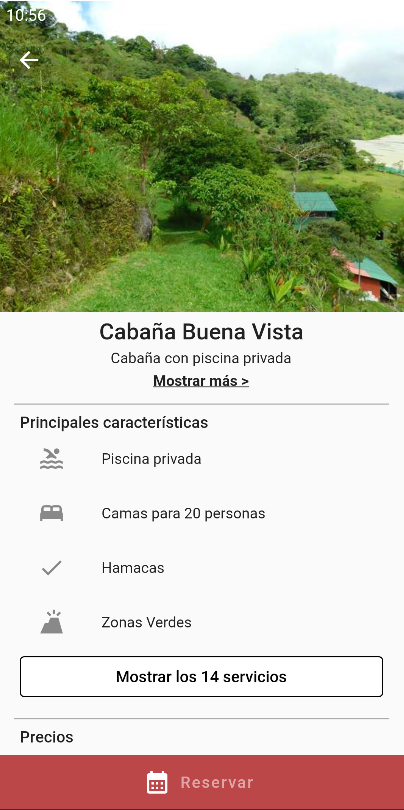 10:56
Cabaña Buena Vista
Cabaña con piscina privada
Mostrar más >
Principales características
Piscina privada
Camas para 20 personas
Hamacas
Zonas Verdes
Mostrar los 14 servicios
Precios
Reservar